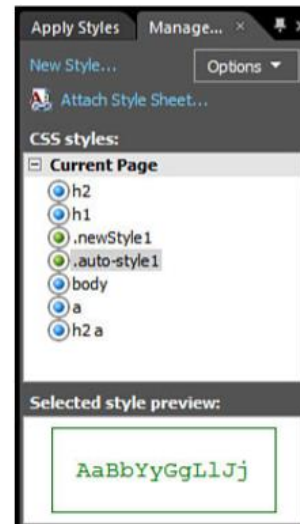 Apply Styles Manage... ×
New Style... Options
Attach Style Sheet...
CSS styles:
Current Page
h2
h1
.newStyle1
.auto-style1
body
a
h2 a
Selected style preview:
AaBbYyGgLlJj